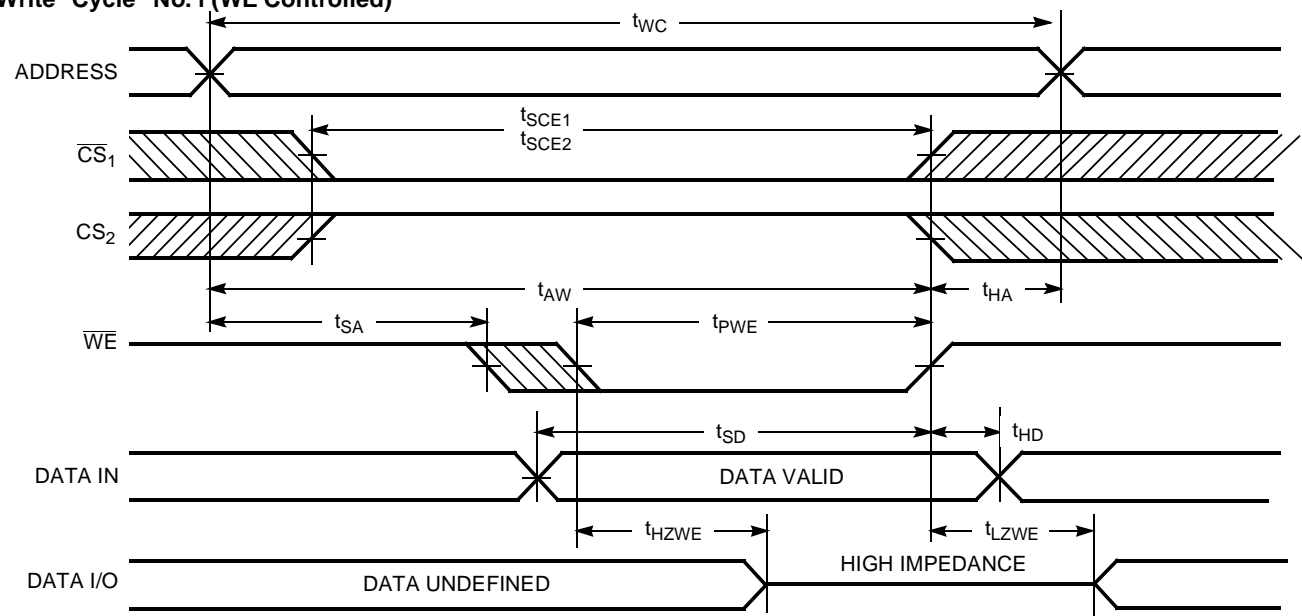 Write Cycle No. 1 (WE Controlled)
tWC
ADDRESS
tSCE1
tSCE2
CS1
CS2
tAW
tHA
tSA
tPWE
WE
tSD
tHD
DATA IN
DATA VALID
tHZWE
tLZWE
DATA I/O
DATA UNDEFINED
HIGH IMPEDANCE